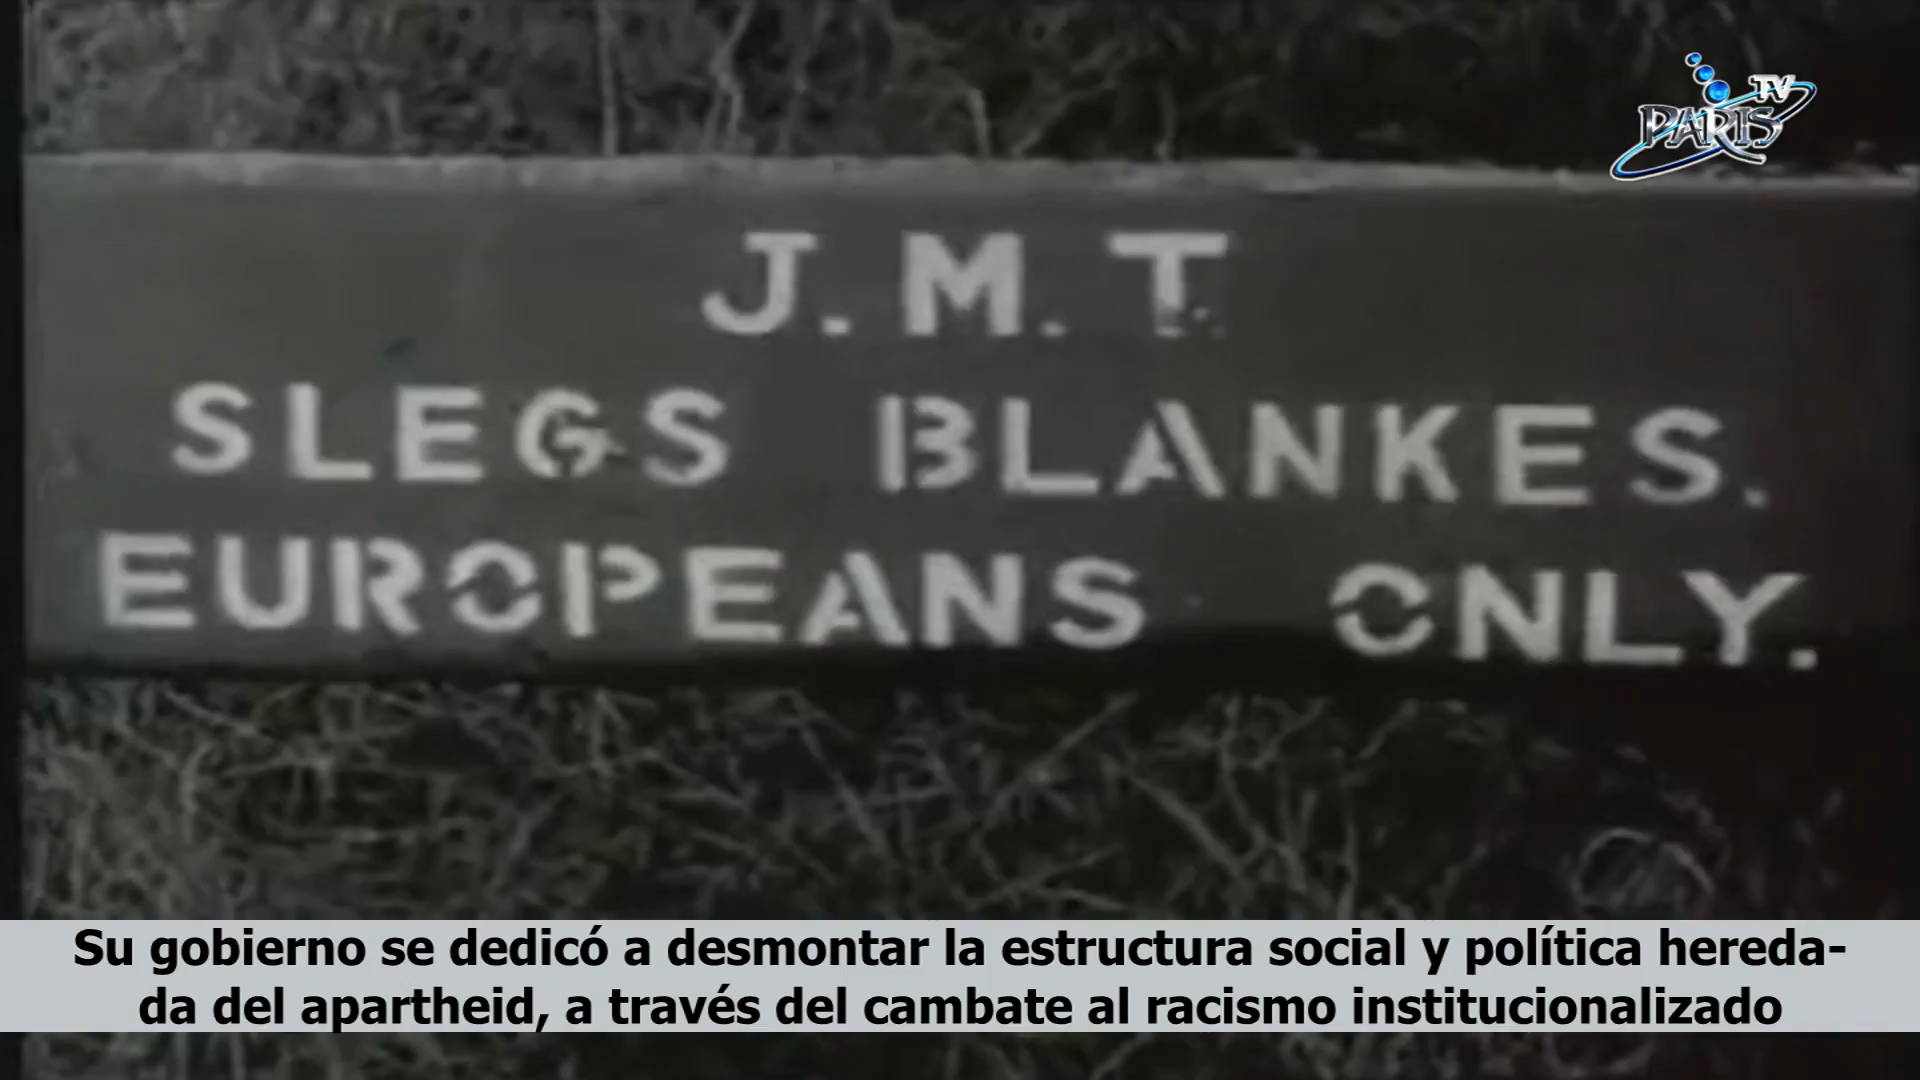 TV
PARIS
J.M.T.
SLEGS BLANKES.
EUROPEANS ONLY.
Su gobierno se dedicó a desmontar la estructura social y política hereda-
da del apartheid, a través del cambate al racismo institucionalizado